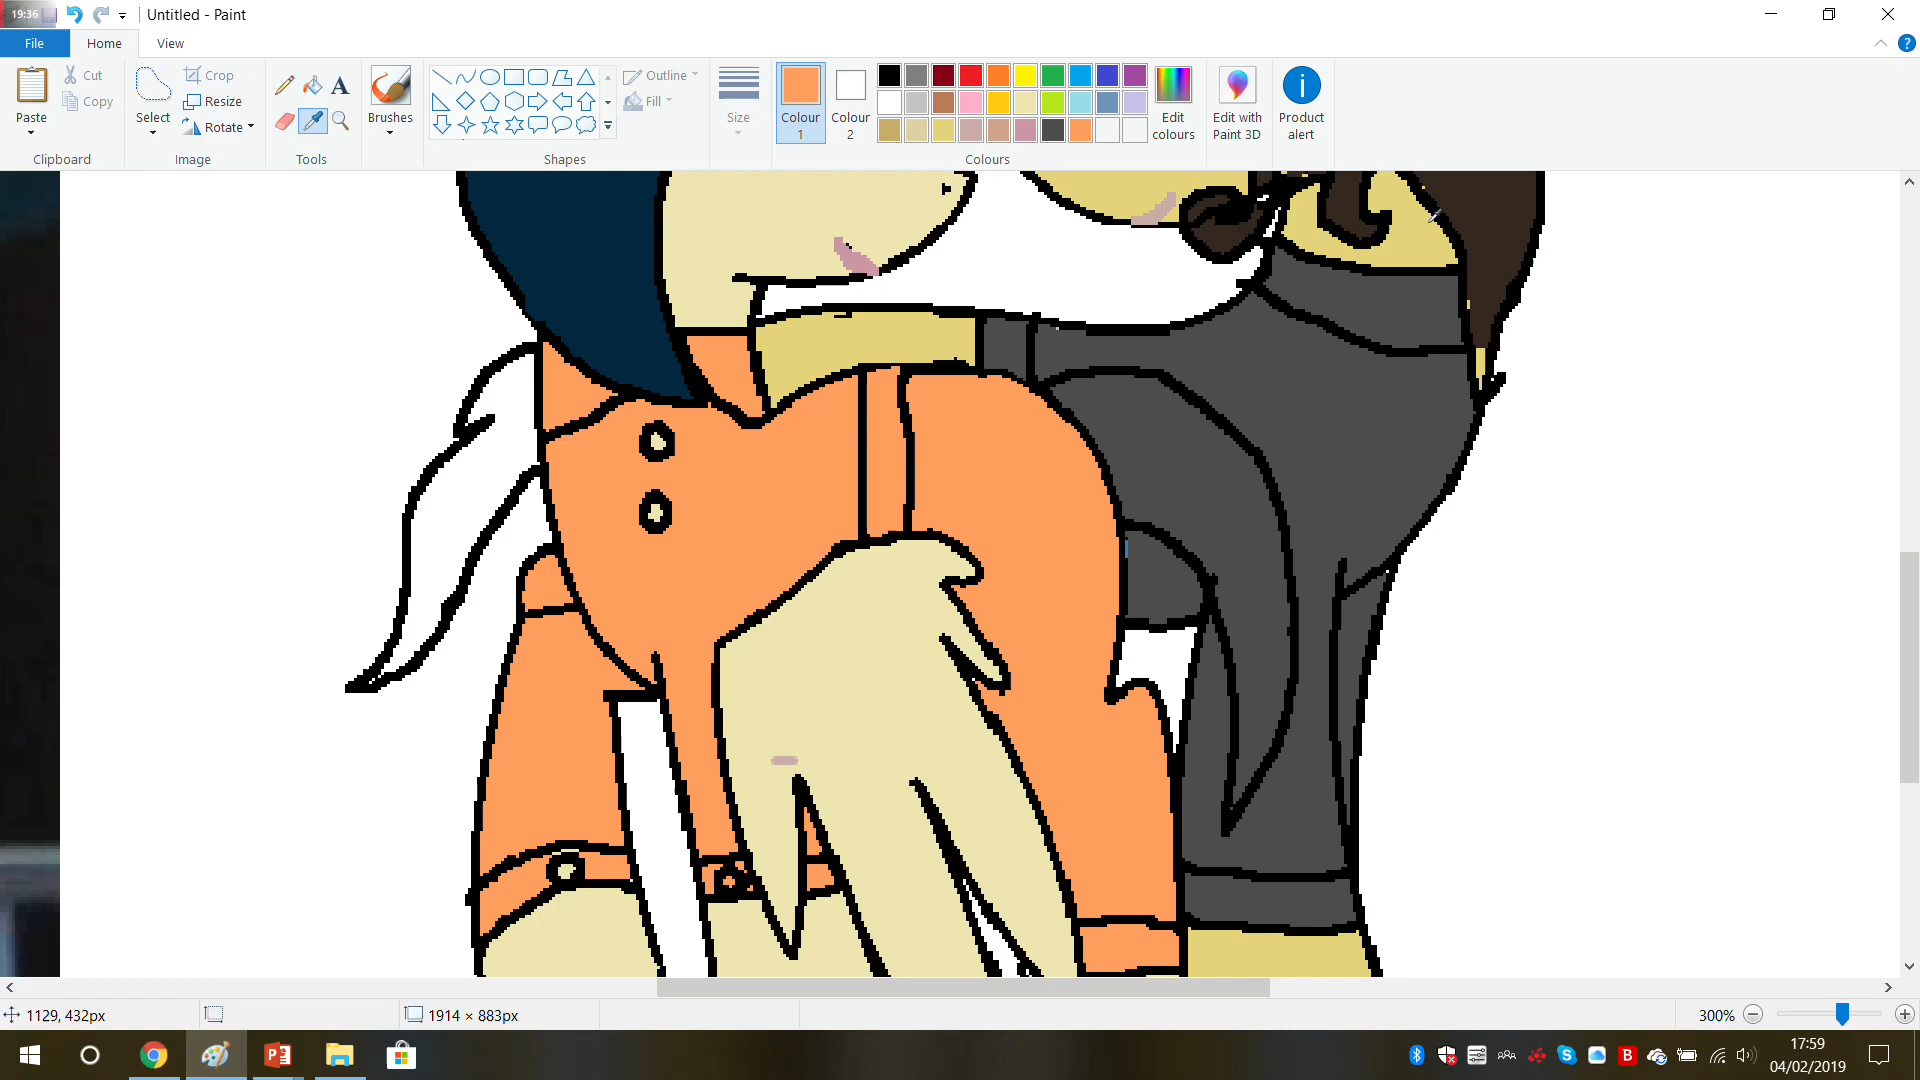 19:36 Untitled - Paint
File Home View
Paste Cut Copy Clipboard
Select Crop Resize Rotate Image
A Tools
Brushes
Outline Fill Shapes
Size
Colour 1 Colour 2
Edit colours
Colours
Edit with Paint 3D
Product alert
1129, 432px 1914 × 883px 300%
17:59
04/02/2019